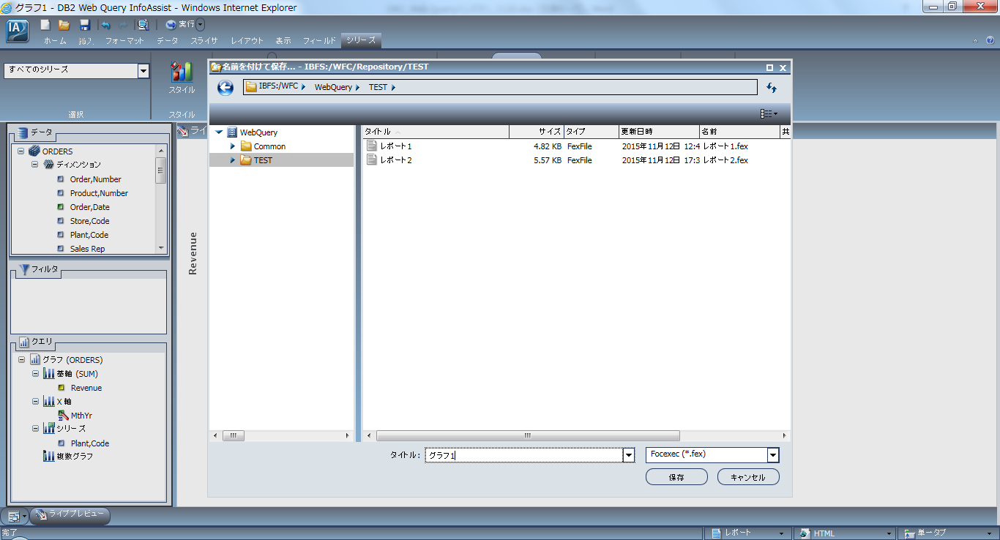 グラフ1 - DB2 Web Query InfoAssist - Windows Internet Explorer
IA
実行
ホーム 挿入 フォーマット データ スライサ レイアウト 表示 フィールド シリーズ
すべてのシリーズ
スタイル
選択
スタイル
名前を付けて保存... - IBFS:/WFC/Repository/TEST
IBFS:/WFC WebQuery TEST
データ
ORDERS
ディメンション
Order,Number
Product,Number
Order,Date
Store,Code
Plant,Code
Sales Rep
フィルタ
クエリ
グラフ (ORDERS)
基軸 (SUM)
Revenue
X 軸
MthYr
シリーズ
Plant,Code
複数グラフ
ライ
Revenue
WebQuery
Common
TEST
タイトル サイズ タイプ 更新日時 名前 共
レポート1 4.82 KB FexFile 2015年11月12日 12:4 レポート1.fex
レポート2 5.57 KB FexFile 2015年11月12日 17:3 レポート2.fex
タイトル: グラフ1 Focexec (*.fex)
保存 キャンセル
ライブプレビュー
完了 レポート HTML 単一タブ